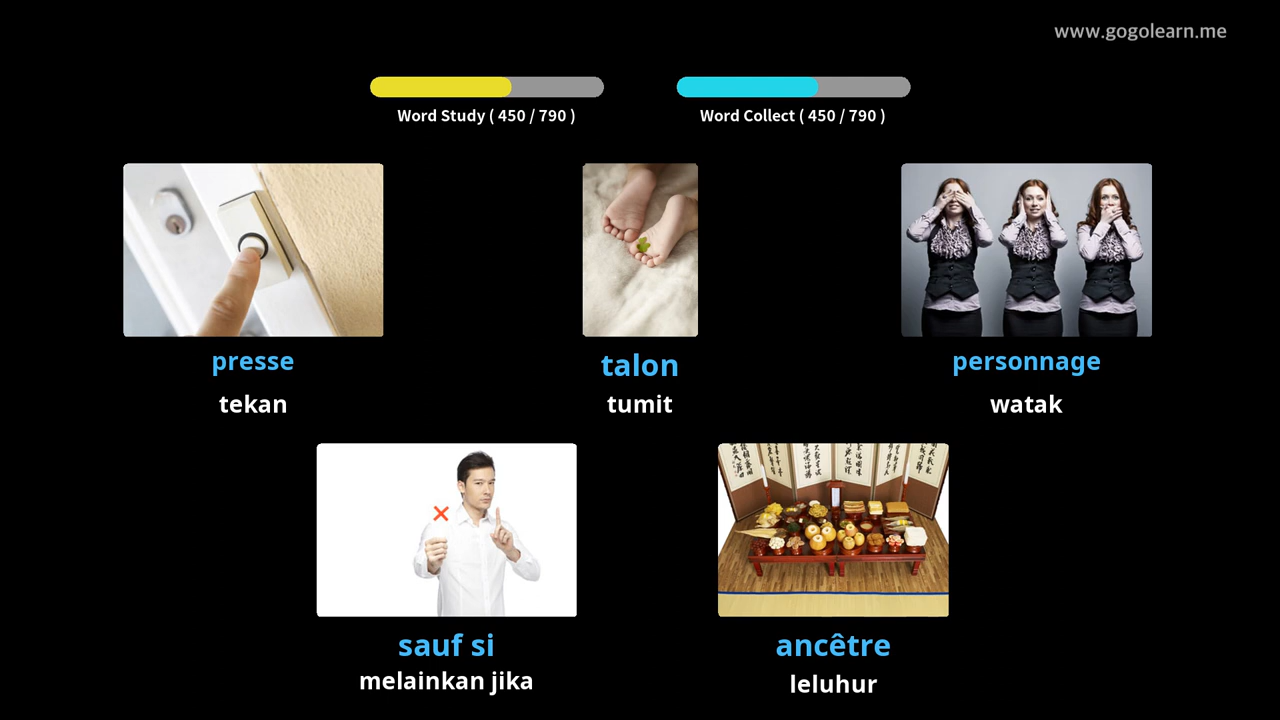 www.gogolearn.me
Word Study ( 450 / 790 )
Word Collect ( 450 / 790 )
presse
talon
personnage
tekan
tumit
watak
sauf si
ancêtre
melainkan jika
leluhur